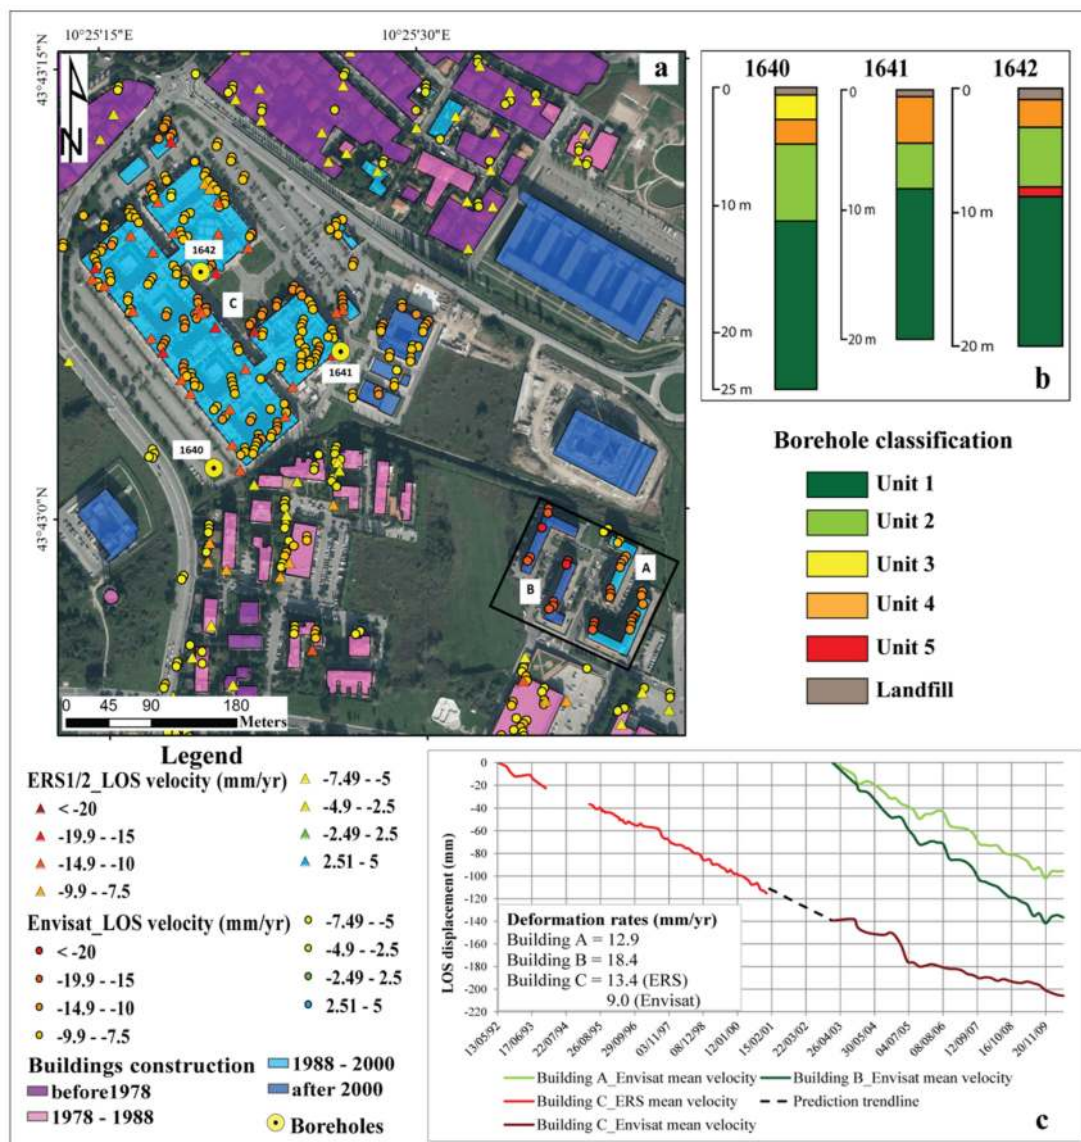 10°25'15"E
10°25'30"E
43°43'15"N
43°43'0"N
N
a
1642
C
1641
1640
A
B
0 45 90 180
Meters
1640 1641 1642
0
10 m
20 m
25 m
0
10 m
20 m
0
10 m
20 m
b
Borehole classification
Unit 1
Unit 2
Unit 3
Unit 4
Unit 5
Landfill
Legend
ERS1/2_LOS velocity (mm/yr)
< -20
-19.9 - -15
-14.9 - -10
-9.9 - -7.5
-7.49 - -5
-4.9 - -2.5
-2.49 - 2.5
2.51 - 5
Envisat_LOS velocity (mm/yr)
< -20
-19.9 - -15
-14.9 - -10
-9.9 - -7.5
-7.49 - -5
-4.9 - -2.5
-2.49 - 2.5
2.51 - 5
Buildings construction
before1978
1978 - 1988
1988 - 2000
after 2000
Boreholes
LOS displacement (mm)
0
-20
-40
-60
-80
-100
-120
-140
-160
-180
-200
-220
Deformation rates (mm/yr)
Building A = 12.9
Building B = 18.4
Building C = 13.4 (ERS)
9.0 (Envisat)
13/05/92
17/06/93
22/07/94
26/08/95
29/09/96
03/11/97
08/12/98
12/01/00
15/02/01
22/03/02
26/04/03
30/05/04
04/07/05
08/08/06
12/09/07
16/10/08
20/11/09
Building A_Envisat mean velocity
Building B_Envisat mean velocity
Building C_ERS mean velocity
Prediction trendline
Building C_Envisat mean velocity
c